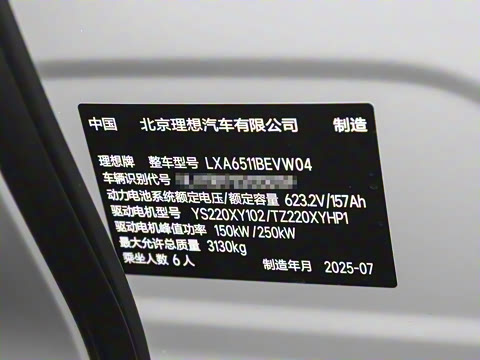 中国 北京理想汽车有限公司 制造
理想牌 整车型号 LXA6511BEVW04
车辆识别代号
动力电池系统额定电压/额定容量 623.2V/157Ah
驱动电机型号 YS220XY102/TZ220XYHP1
驱动电机峰值功率 150kW/250kW
最大允许总质量 3130kg
乘坐人数 6人 制造年月 2025-07